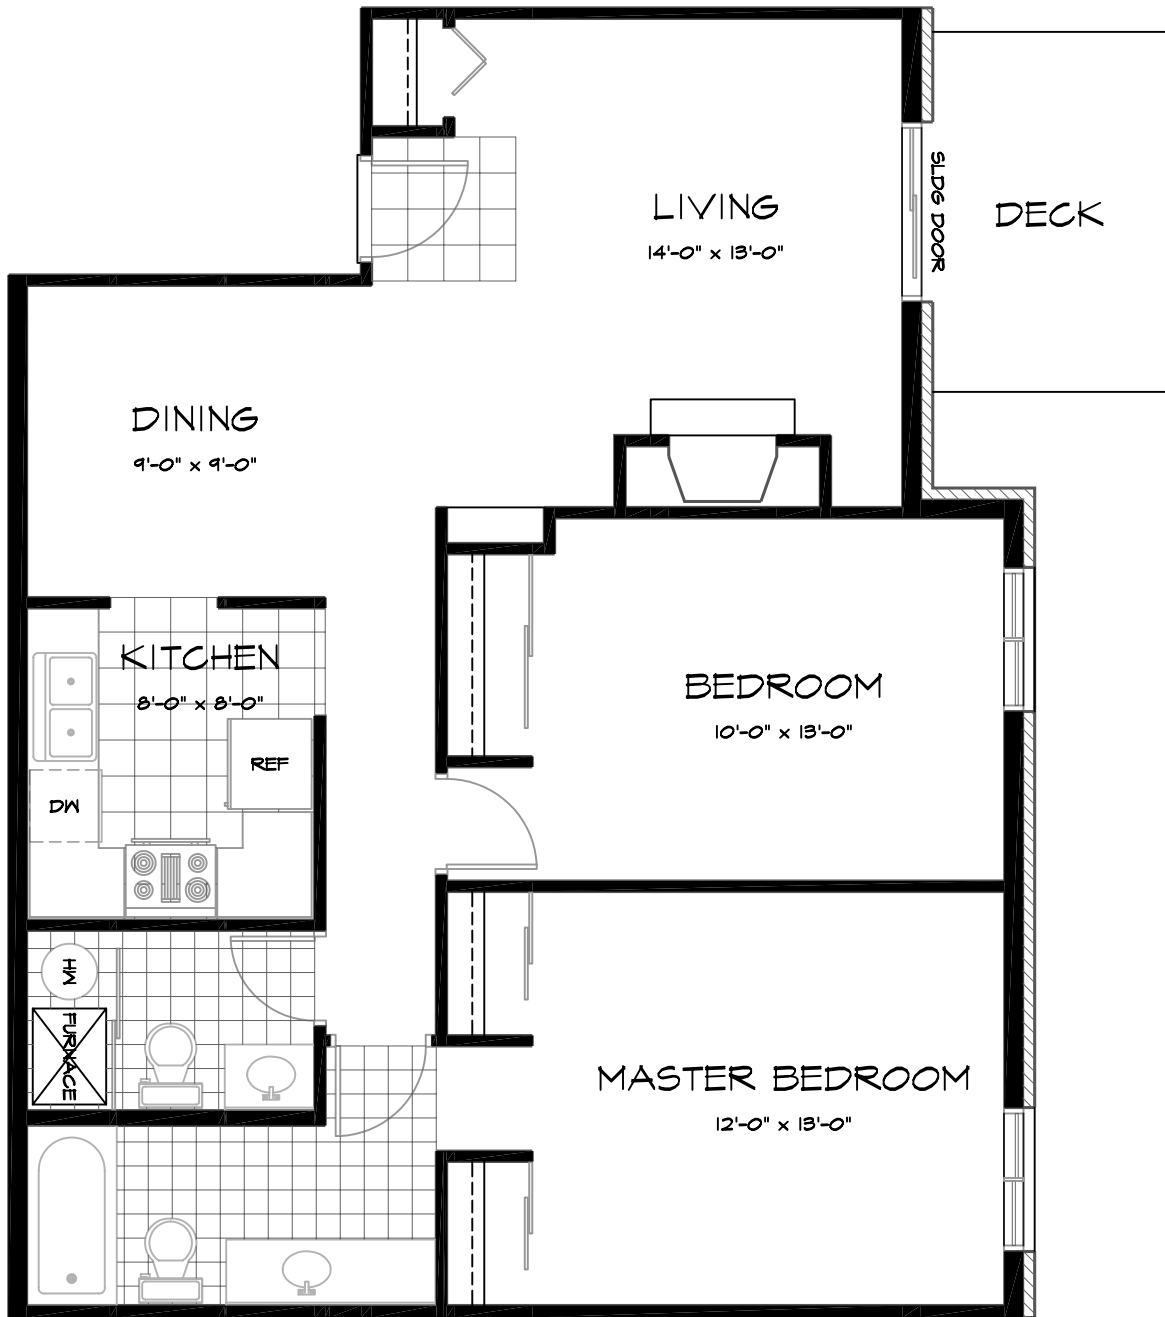 LIVING
14'-0" x 13'-0"
SLDG DOOR
DECK
DINING
9'-0" x 9'-0"
KITCHEN
8'-0" x 8'-0"
BEDROOM
10'-0" x 13'-0"
REF
DW
HW
FURNACE
MASTER BEDROOM
12'-0" x 13'-0"